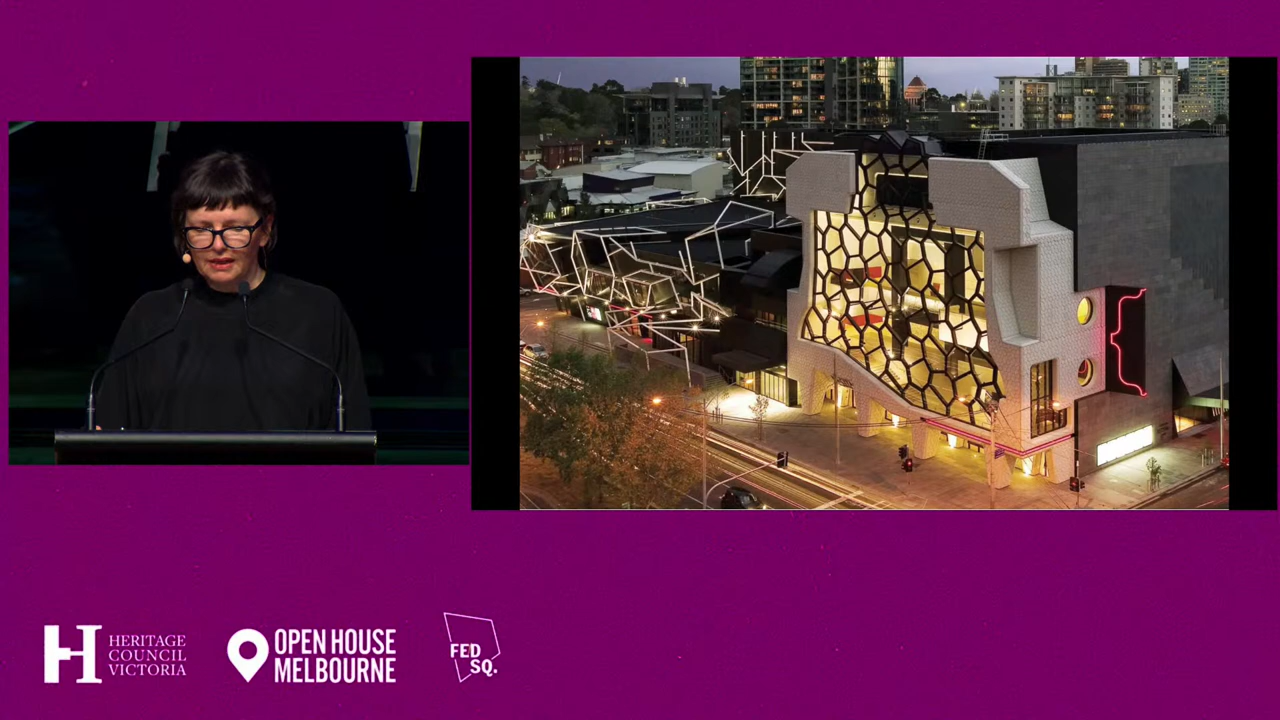 HERITAGE
COUNCIL
VICTORIA
OPEN HOUSE
MELBOURNE
FED
SQ.